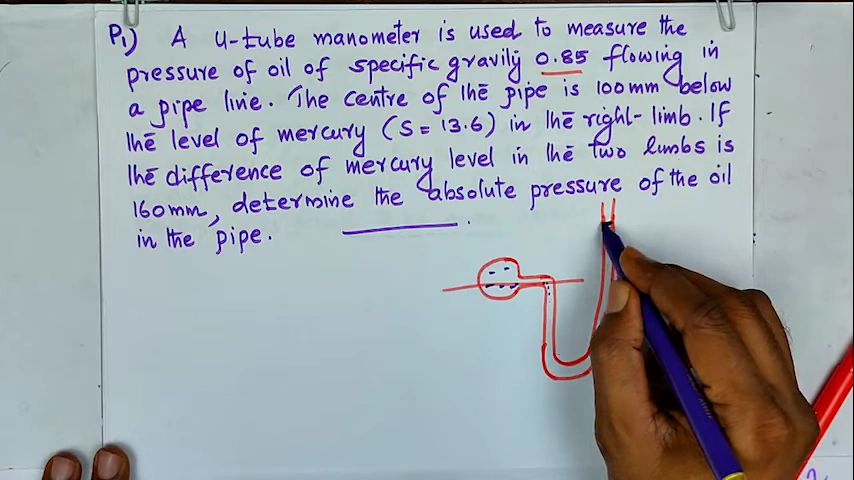 P1) A U-tube manometer is used to measure the
pressure of oil of specific gravity 0.85 flowing in
a pipe line. The centre of the pipe is 100mm below
the level of mercury (S = 13.6) in the right-limb. If
the difference of mercury level in the two limbs is
160mm, determine the absolute pressure of the oil
in the pipe.